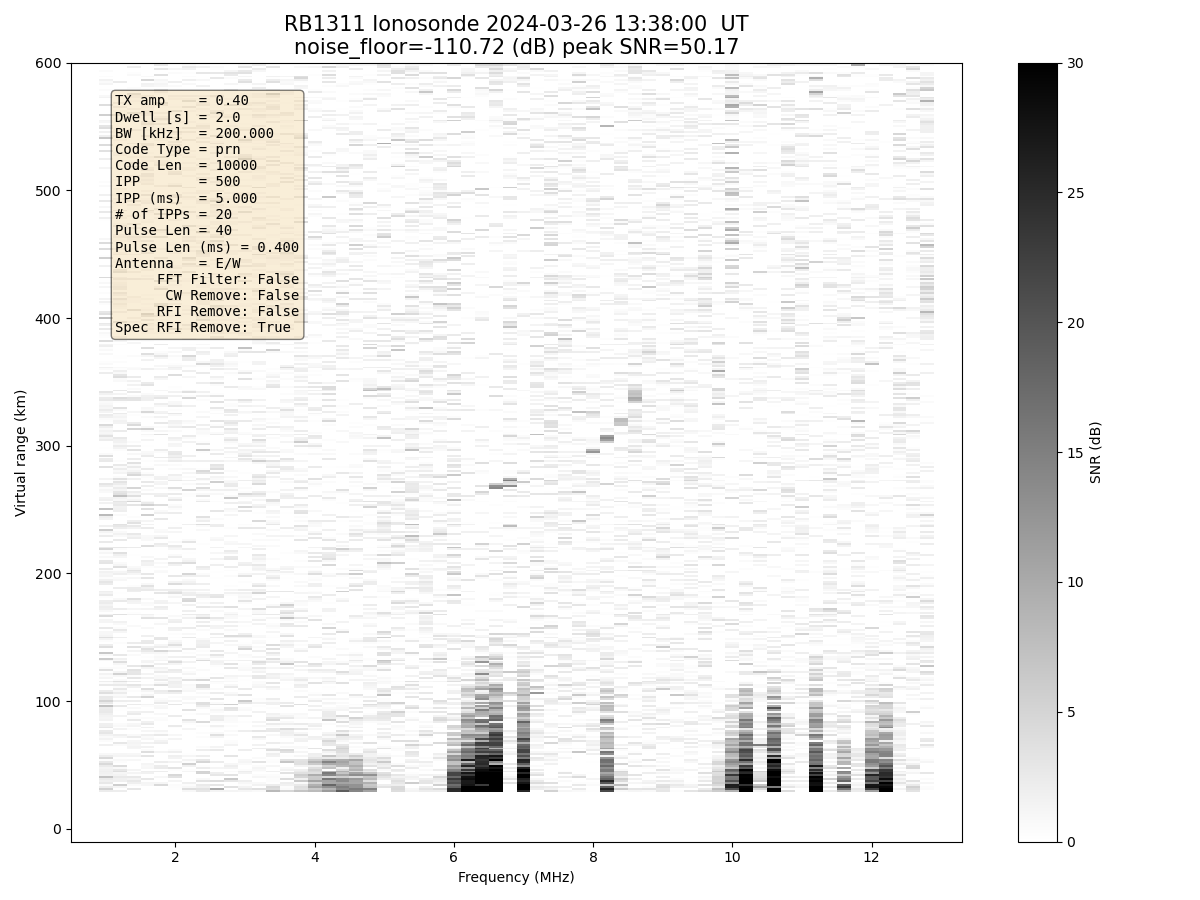 RB1311 Ionosonde 2024-03-26 13:38:00  UT
noise_floor=-110.72 (dB) peak SNR=50.17
TX amp    = 0.40
Dwell [s] = 2.0
BW [kHz]  = 200.000
Code Type = prn
Code Len  = 10000
IPP       = 500
IPP (ms)  = 5.000
# of IPPs = 20
Pulse Len = 40
Pulse Len (ms) = 0.400
Antenna   = E/W
FFT Filter: False
CW Remove: False
RFI Remove: False
Spec RFI Remove: True
Virtual range (km)
600
500
400
300
200
100
0
2 4 6 8 10 12
Frequency (MHz)
30
25
20
15
10
5
0
SNR (dB)